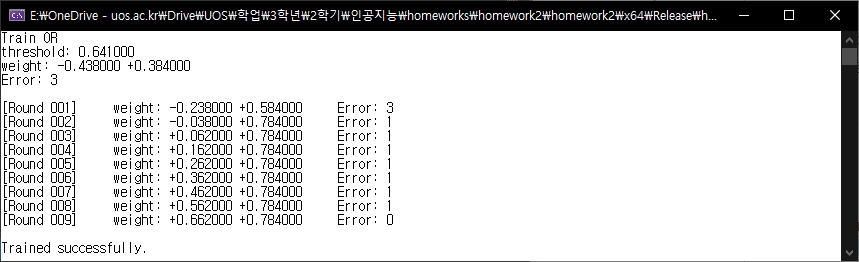 E:₩OneDrive - uos.ac.kr₩Drive₩UOS₩학업₩3학년₩2학기₩인공지능₩homeworks₩homework2₩homework2₩x64₩Release₩h...
Train OR
threshold: 0.641000
weight: -0.438000 +0.384000
Error: 3
[Round 001] weight: -0.238000 +0.584000 Error: 3
[Round 002] weight: -0.038000 +0.784000 Error: 1
[Round 003] weight: +0.062000 +0.784000 Error: 1
[Round 004] weight: +0.162000 +0.784000 Error: 1
[Round 005] weight: +0.262000 +0.784000 Error: 1
[Round 006] weight: +0.362000 +0.784000 Error: 1
[Round 007] weight: +0.462000 +0.784000 Error: 1
[Round 008] weight: +0.562000 +0.784000 Error: 1
[Round 009] weight: +0.662000 +0.784000 Error: 0
Trained successfully.